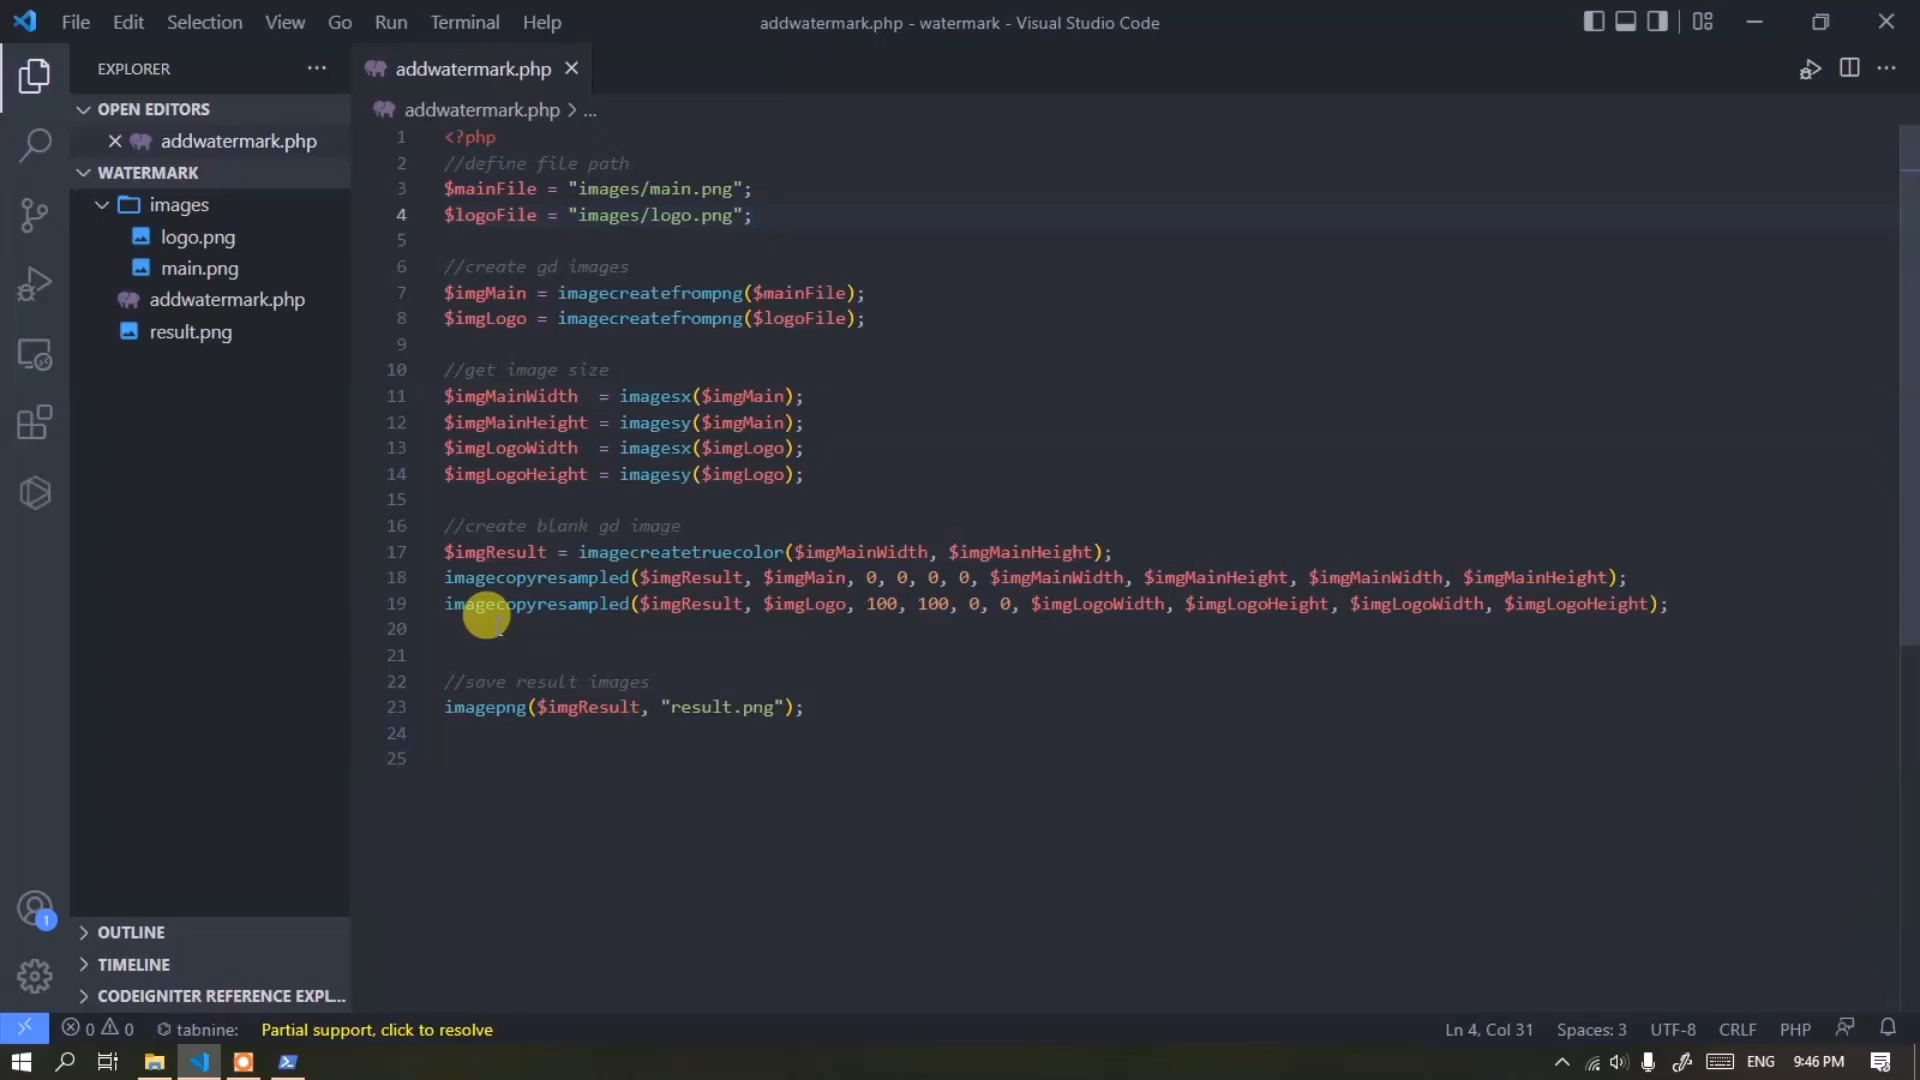 File Edit Selection View Go Run Terminal Help
addwatermark.php - watermark - Visual Studio Code
EXPLORER
OPEN EDITORS
addwatermark.php
WATERMARK
images
logo.png
main.png
addwatermark.php
result.png
OUTLINE
TIMELINE
CODEIGNITER REFERENCE EXPL...
addwatermark.php
addwatermark.php > ...
1 <?php
2 //define file path
3 $mainFile = "images/main.png";
4 $logoFile = "images/logo.png";
5
6 //create gd images
7 $imgMain = imagecreatefrompng($mainFile);
8 $imgLogo = imagecreatefrompng($logoFile);
9
10 //get image size
11 $imgMainWidth  = imagesx($imgMain);
12 $imgMainHeight = imagesy($imgMain);
13 $imgLogoWidth  = imagesx($imgLogo);
14 $imgLogoHeight = imagesy($imgLogo);
15
16 //create blank gd image
17 $imgResult = imagecreatetruecolor($imgMainWidth, $imgMainHeight);
18 imagecopyresampled($imgResult, $imgMain, 0, 0, 0, 0, $imgMainWidth, $imgMainHeight, $imgMainWidth, $imgMainHeight);
19 imagecopyresampled($imgResult, $imgLogo, 100, 100, 0, 0, $imgLogoWidth, $imgLogoHeight, $imgLogoWidth, $imgLogoHeight);
20
21
22 //save result images
23 imagepng($imgResult, "result.png");
24
25
1
0 0 tabnine: Partial support, click to resolve
Ln 4, Col 31 Spaces: 3 UTF-8 CRLF PHP
ENG 9:46 PM